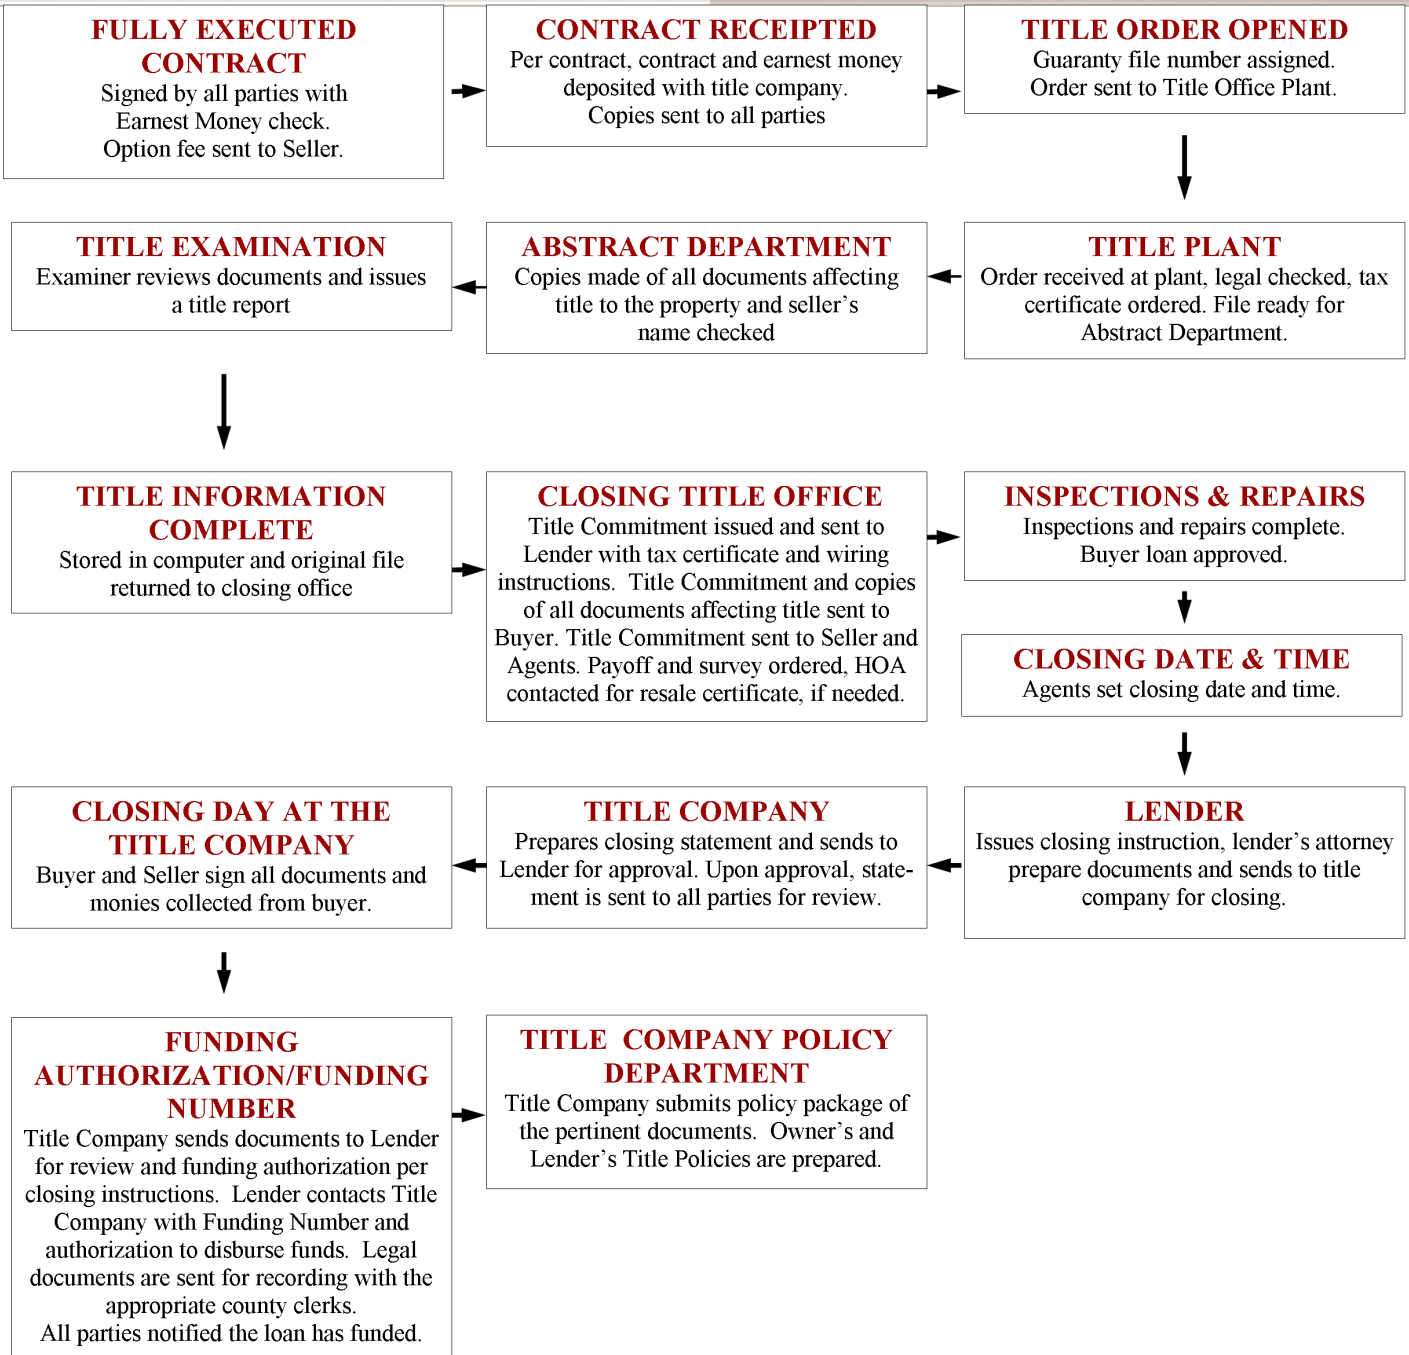 FULLY EXECUTED
CONTRACT
Signed by all parties with
Earnest Money check.
Option fee sent to Seller.
CONTRACT RECEIPTED
Per contract, contract and earnest money
deposited with title company.
Copies sent to all parties
TITLE ORDER OPENED
Guaranty file number assigned.
Order sent to Title Office Plant.
TITLE PLANT
Order received at plant, legal checked, tax
certificate ordered. File ready for
Abstract Department.
ABSTRACT DEPARTMENT
Copies made of all documents affecting
title to the property and seller's
name checked
TITLE EXAMINATION
Examiner reviews documents and issues
a title report
TITLE INFORMATION
COMPLETE
Stored in computer and original file
returned to closing office
CLOSING TITLE OFFICE
Title Commitment issued and sent to
Lender with tax certificate and wiring
instructions.  Title Commitment and copies
of all documents affecting title sent to
Buyer. Title Commitment sent to Seller and
Agents. Payoff and survey ordered, HOA
contacted for resale certificate, if needed.
INSPECTIONS & REPAIRS
Inspections and repairs complete.
Buyer loan approved.
CLOSING DATE & TIME
Agents set closing date and time.
LENDER
Issues closing instruction, lender's attorney
prepare documents and sends to title
company for closing.
TITLE COMPANY
Prepares closing statement and sends to
Lender for approval. Upon approval, state-
ment is sent to all parties for review.
CLOSING DAY AT THE
TITLE COMPANY
Buyer and Seller sign all documents and
monies collected from buyer.
FUNDING
AUTHORIZATION/FUNDING
NUMBER
Title Company sends documents to Lender
for review and funding authorization per
closing instructions.  Lender contacts Title
Company with Funding Number and
authorization to disburse funds.  Legal
documents are sent for recording with the
appropriate county clerks.
All parties notified the loan has funded.
TITLE  COMPANY POLICY
DEPARTMENT
Title Company submits policy package of
the pertinent documents.  Owner's and
Lender's Title Policies are prepared.